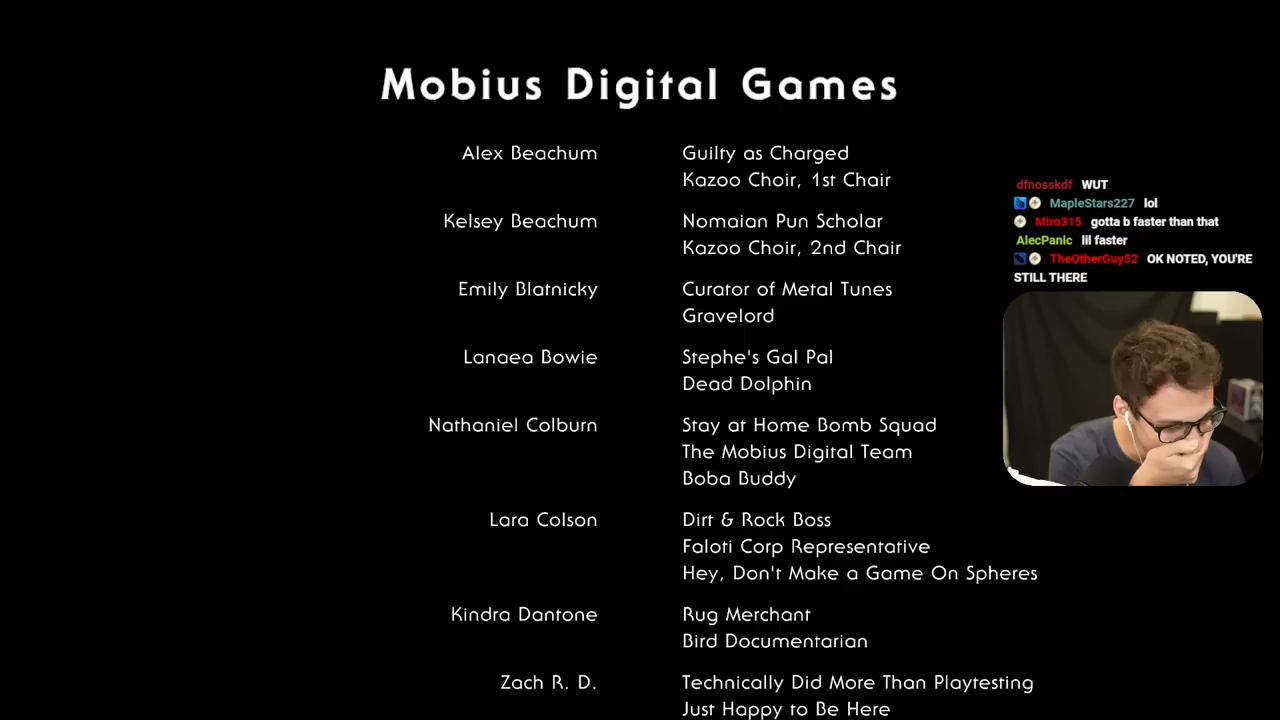 Mobius Digital Games
Alex Beachum Guilty as Charged
Kazoo Choir, 1st Chair
Kelsey Beachum Nomaian Pun Scholar
Kazoo Choir, 2nd Chair
Emily Blatnicky Curator of Metal Tunes
Gravelord
Lanaea Bowie Stephe's Gal Pal
Dead Dolphin
Nathaniel Colburn Stay at Home Bomb Squad
The Mobius Digital Team
Boba Buddy
Lara Colson Dirt & Rock Boss
Faloti Corp Representative
Hey, Don't Make a Game On Spheres
Kindra Dantone Rug Merchant
Bird Documentarian
Zach R. D. Technically Did More Than Playtesting
Just Happy to Be Here
dfnosskdf WUT
MapleStars227 lol
Miro315 gotta b faster than that
AlecPanic lil faster
TheOtherGuy52 OK NOTED, YOU'RE
STILL THERE